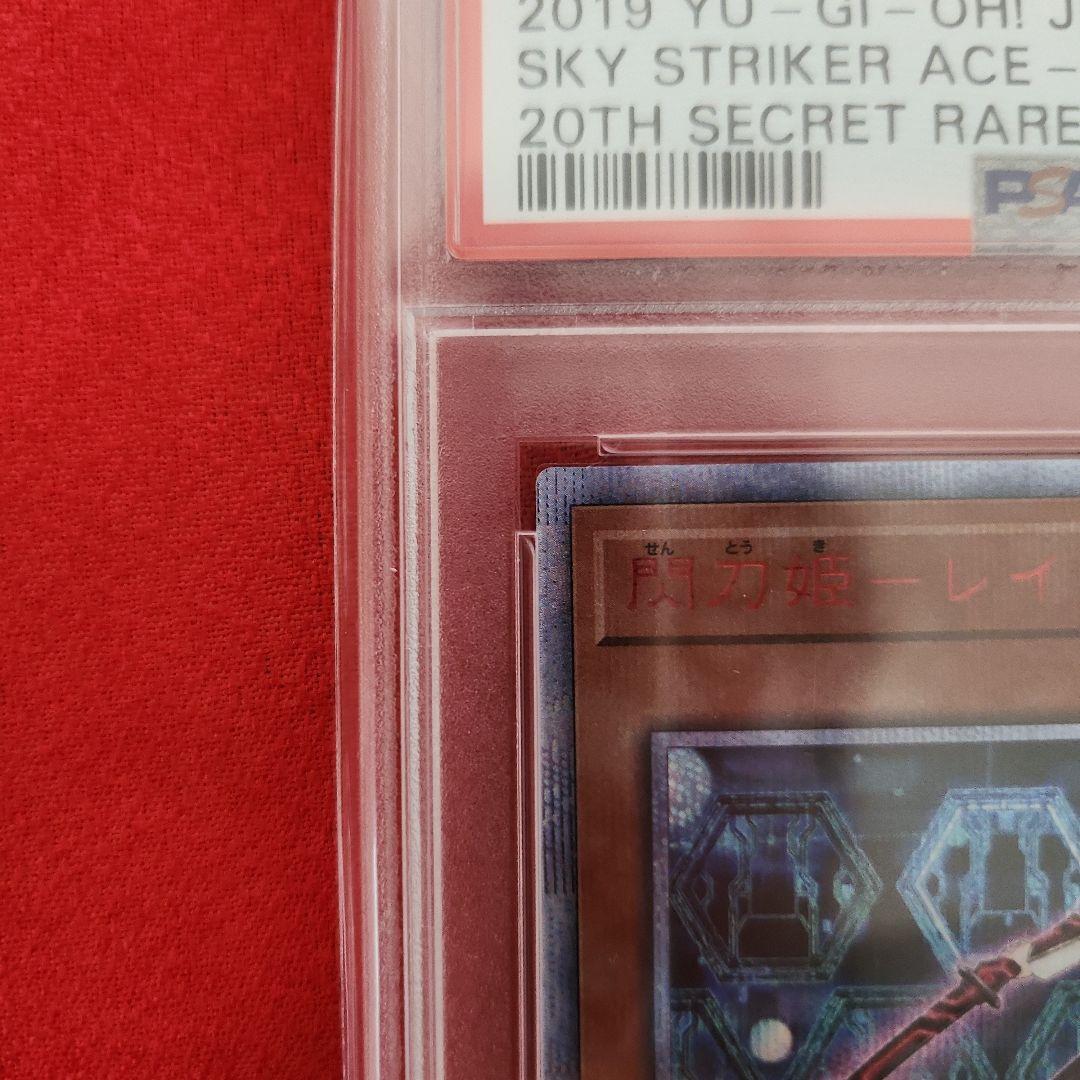 2019 YU-GI-OH! J
SKY STRIKER ACE -
20TH SECRET RARE
PSA
せん とう き
閃刀姫-レイ